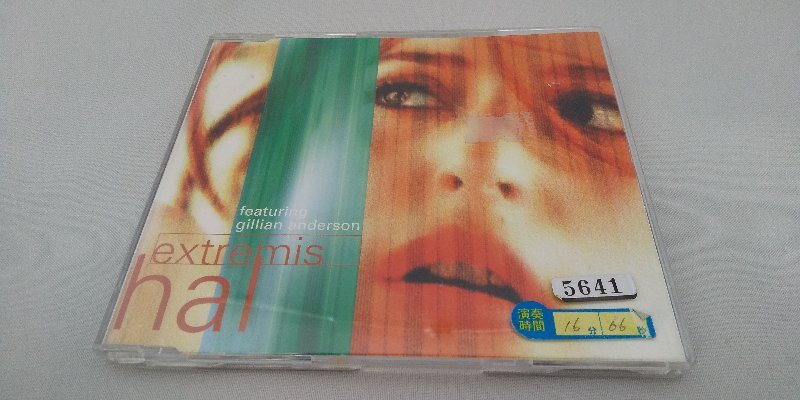 featuring
gillian anderson
extremis
hal
5641
演奏
時間 16分 66秒